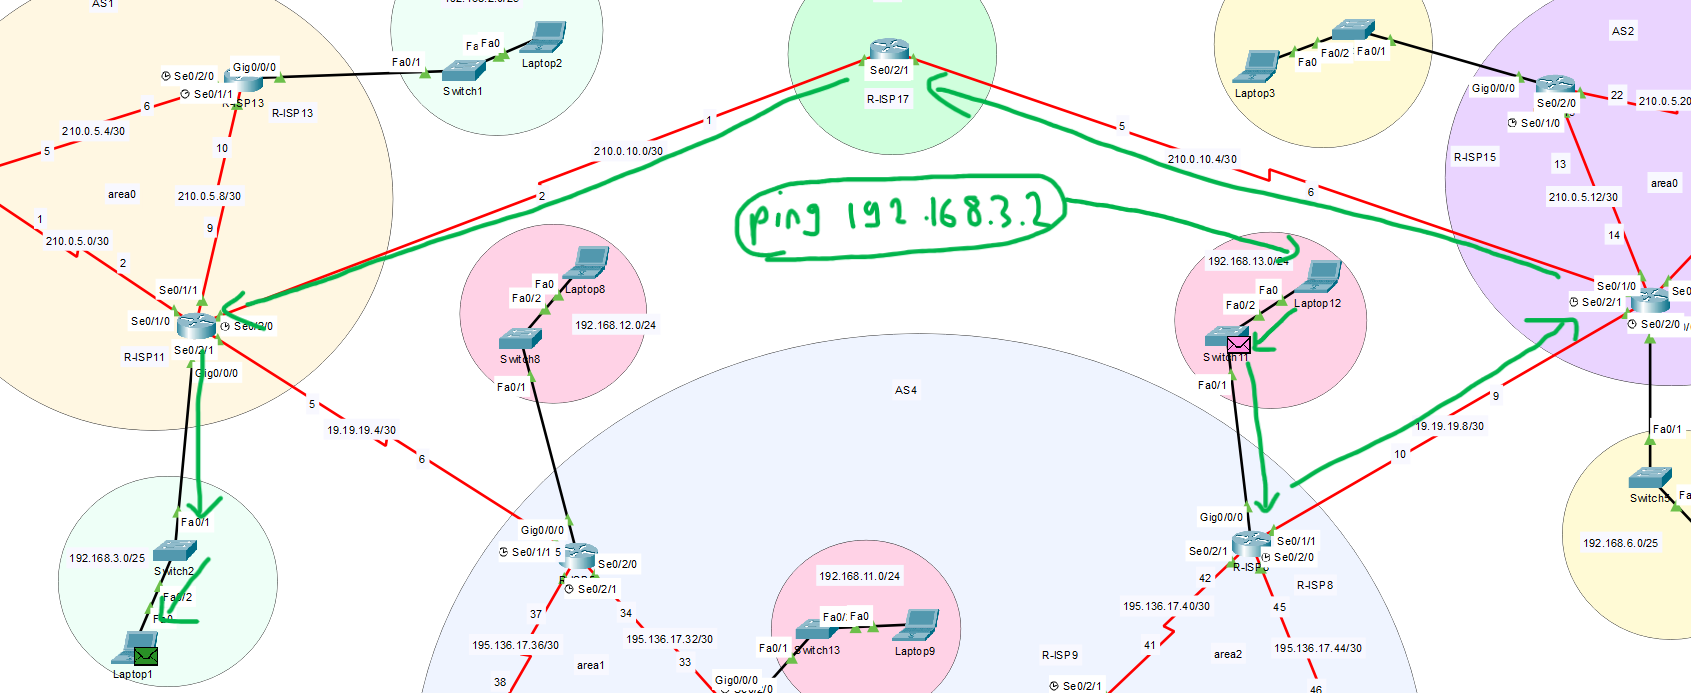 AS1
Se0/2/0
Gig0/0/0
Se0/1/1
R-ISP13
6
210.0.5.4/30
5
10
area0
210.0.5.8/30
9
1
210.0.5.0/30
2
Se0/1/1
Se0/1/0
Se0/2/0
Se0/2/1
R-ISP11
Gig0/0/0
Fa0/1
Fa0
Laptop2
Switch1
Se0/2/1
R-ISP17
1
210.0.10.0/30
2
5
210.0.10.4/30
6
ping 192.168.3.2
Fa0/2
Fa0/1
Fa0
Laptop3
AS2
Gig0/0/0
Se0/2/0
Se0/1/0
22
210.0.5.20
R-ISP15
13
area0
210.0.5.12/30
14
Se0/1/0
Se0/2/1
Se0/2/0
Fa0
Laptop8
Fa0/2
192.168.12.0/24
Switch8
Fa0/1
192.168.13.0/24
Fa0
Laptop12
Fa0/2
Switch11
Fa0/1
AS4
5
19.19.19.4/30
6
9
19.19.19.8/30
10
Fa0/1
192.168.3.0/25
Switch2
Fa0/2
Fa0
Laptop1
Gig0/0/0
Se0/1/1
5
Se0/2/0
Se0/2/1
37
34
195.136.17.36/30
195.136.17.32/30
33
38
area1
192.168.11.0/24
Fa0
Fa0/1
Switch13
Laptop9
Gig0/0/0
Gig0/0/0
Se0/1/1
Se0/2/1
Se0/2/0
R-ISP8
42
45
195.136.17.40/30
41
195.136.17.44/30
46
R-ISP9
area2
Se0/2/1
Fa0/1
Switch5
192.168.6.0/25